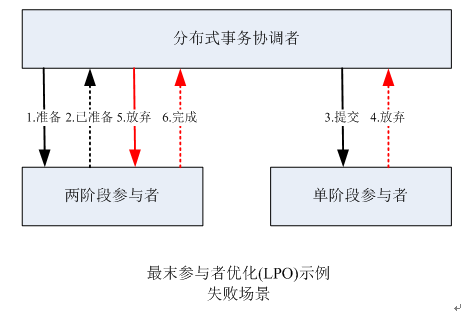 分布式事务协调者
1.准备 2.已准备 5.放弃 6.完成 3.提交 4.放弃
两阶段参与者 单阶段参与者
最末参与者优化(LPO)示例
失败场景